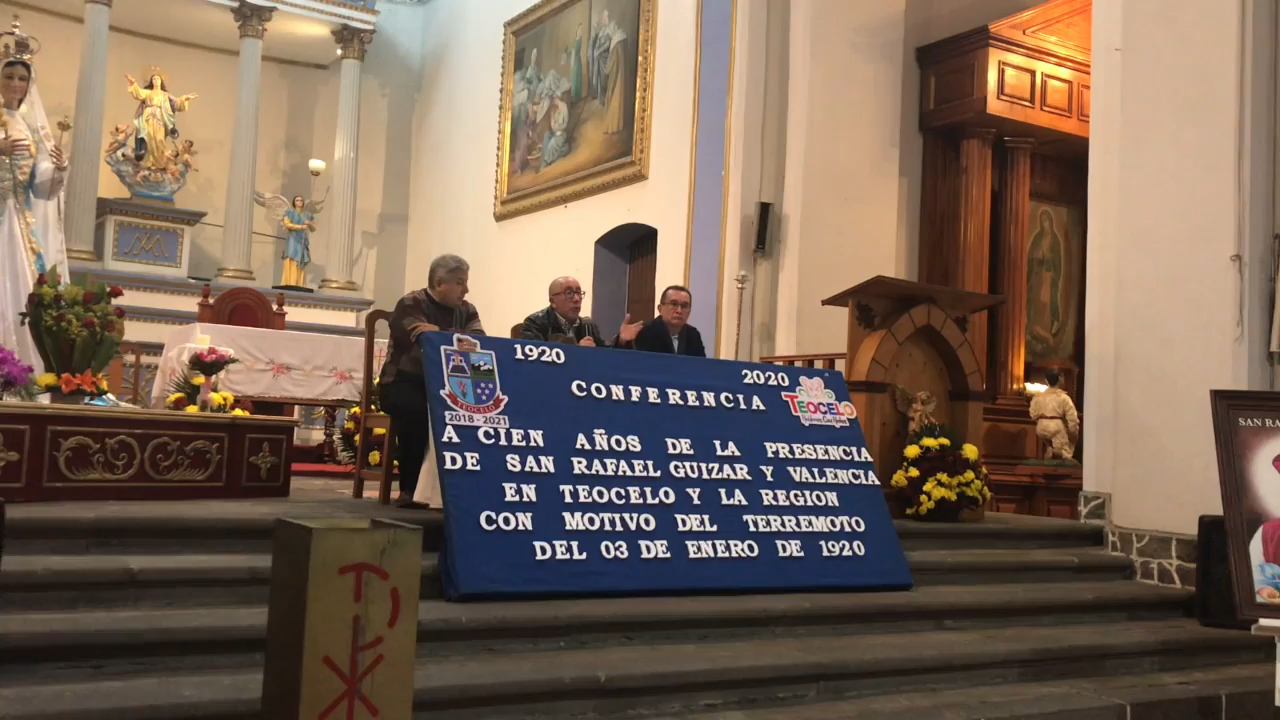 1920
2020
CONFERENCIA
TEOCELO
2018-2021
TEOCELO
A CIEN AÑOS DE LA PRESENCIA
DE SAN RAFAEL GUIZAR Y VALENCIA
EN TEOCELO Y LA REGION
CON MOTIVO DEL TERREMOTO
DEL 03 DE ENERO DE 1920
SAN RA